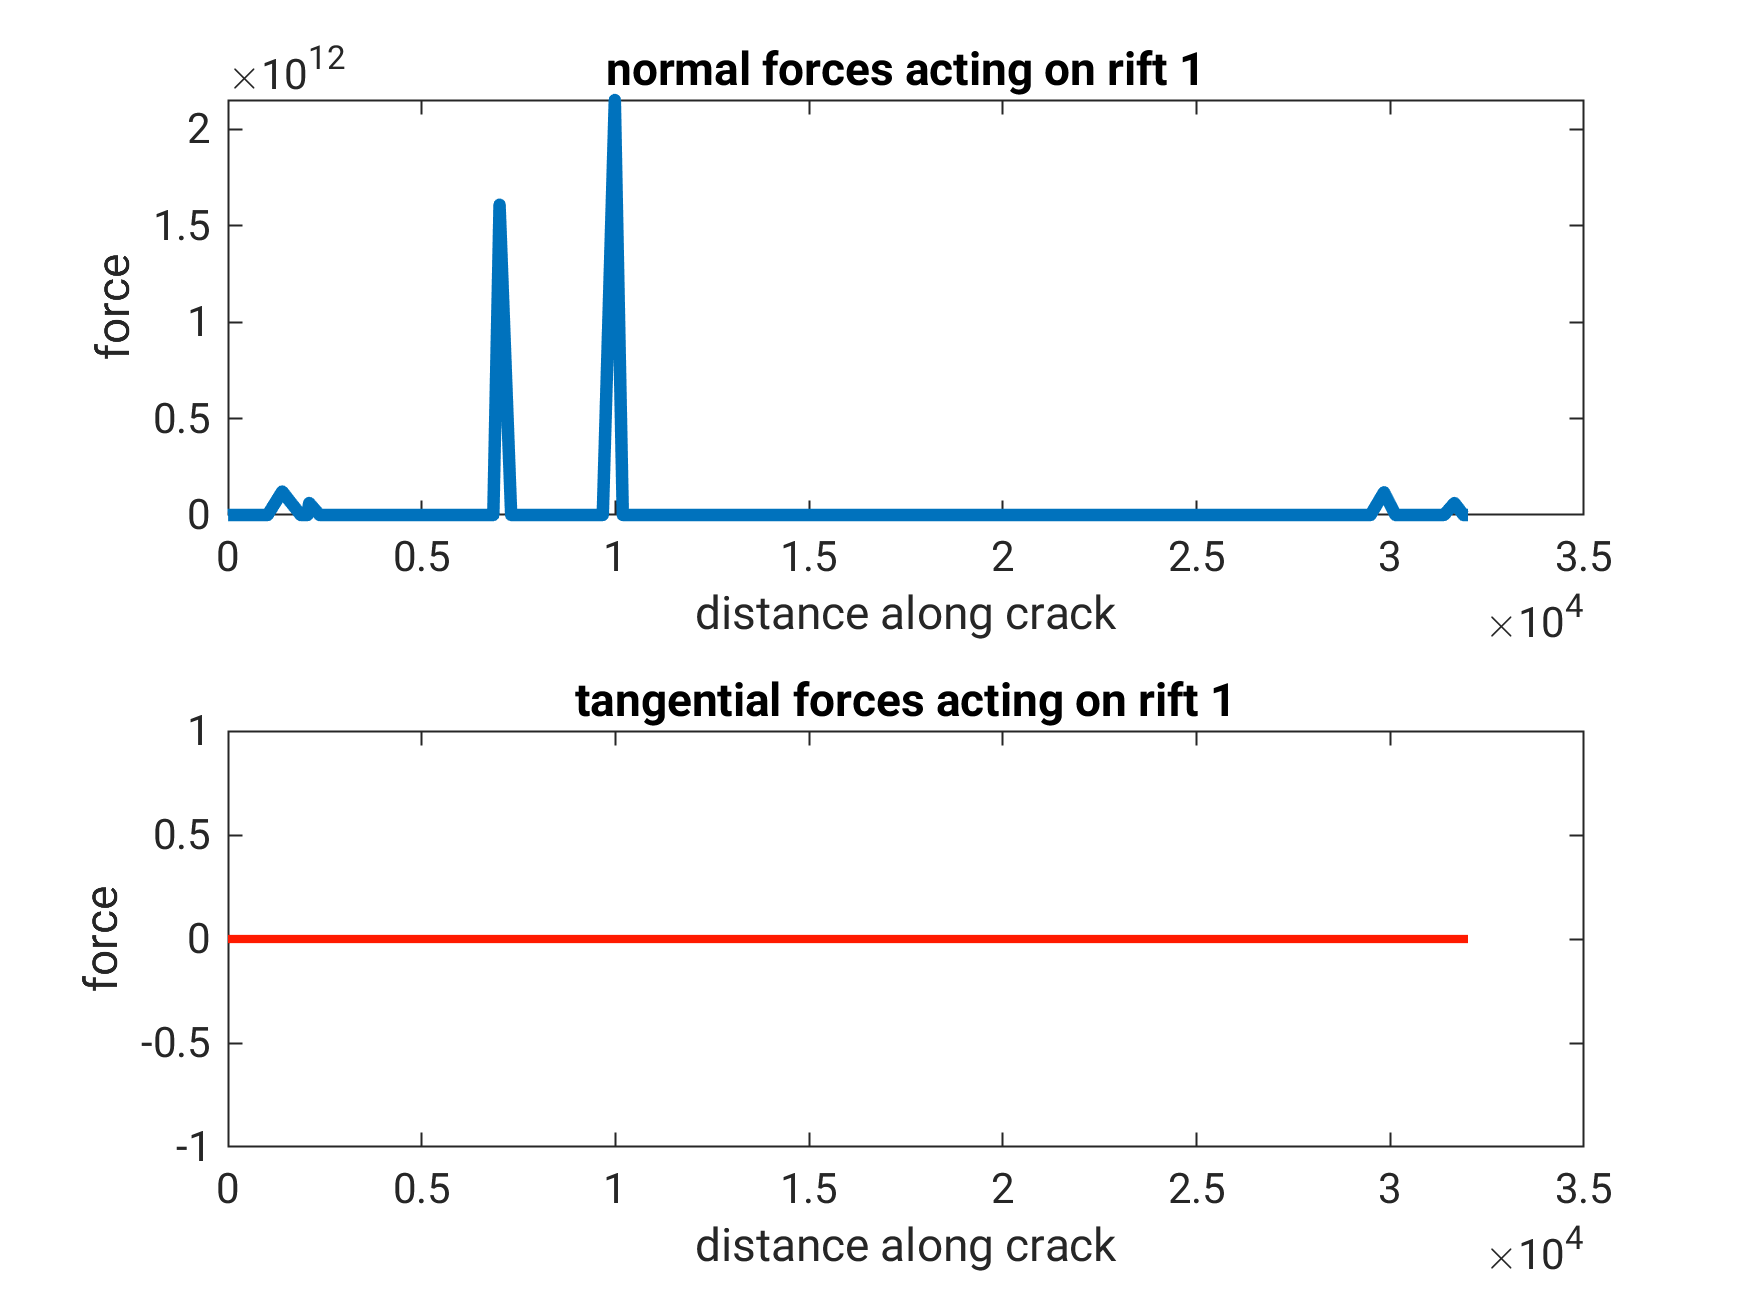 ×10¹²
normal forces acting on rift 1
2
1.5
1
0.5
0
force
0 0.5 1 1.5 2 2.5 3 3.5
distance along crack
×10⁴
tangential forces acting on rift 1
1
0.5
0
-0.5
-1
force
0 0.5 1 1.5 2 2.5 3 3.5
distance along crack
×10⁴